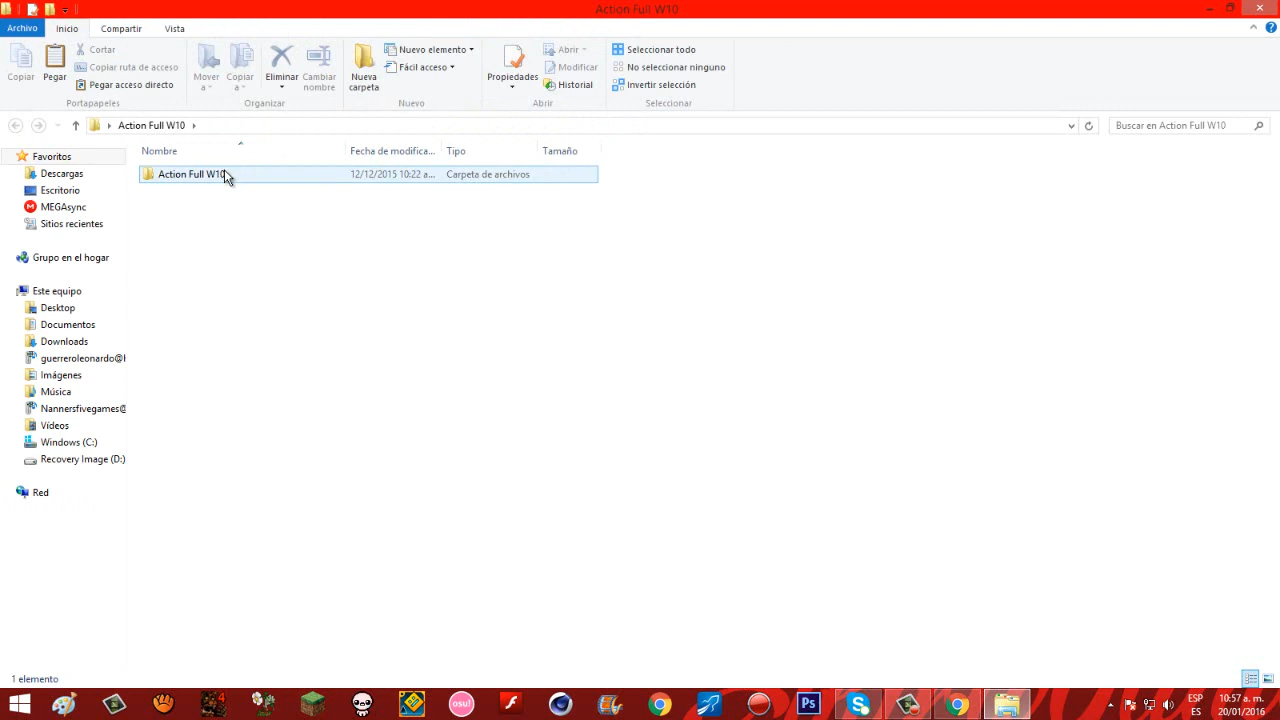 Action Full W10
Archivo Inicio Compartir Vista
Copiar Pegar Cortar Copiar ruta de acceso Pegar acceso directo
Portapapeles
Mover a Copiar a Eliminar Cambiar nombre
Organizar
Nueva carpeta Nuevo elemento Fácil acceso
Nuevo
Propiedades Abrir Modificar Historial
Abrir
Seleccionar todo
No seleccionar ninguno
Invertir selección
Seleccionar
Action Full W10
Buscar en Action Full W10
Nombre Fecha de modifica... Tipo Tamaño
Action Full W10 12/12/2015 10:22 a... Carpeta de archivos
Favoritos
Descargas
Escritorio
MEGAsync
Sitios recientes
Grupo en el hogar
Este equipo
Desktop
Documentos
Downloads
guerreroleonardo@
Imágenes
Música
Nannersfivegames@
Vídeos
Windows (C:)
Recovery Image (D:)
Red
1 elemento
osu!
Ps
ESP 10:57 a. m.
ES 20/01/2016